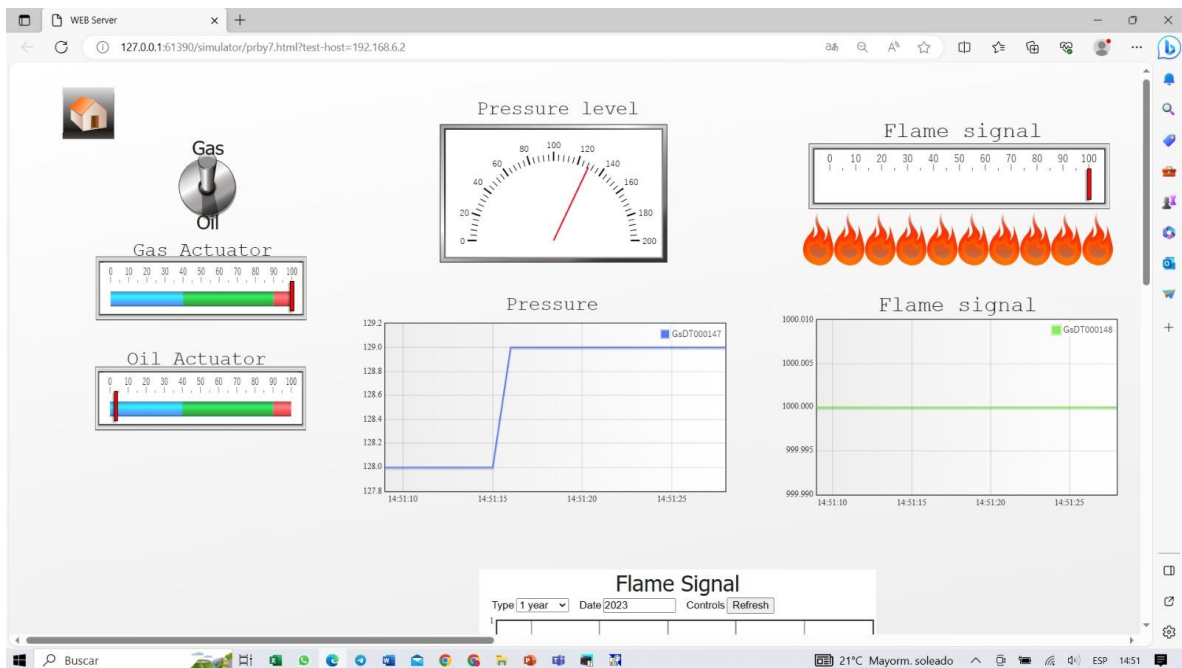 WEB Server
127.0.0.1:61390/simulator/prby7.html?test-host=192.168.6.2
Pressure level
0 20 40 60 80 100 120 140 160 180 200
Flame signal
0 10 20 30 40 50 60 70 80 90 100
Gas
Oil
Gas Actuator
0 10 20 30 40 50 60 70 80 90 100
Oil Actuator
0 10 20 30 40 50 60 70 80 90 100
Pressure
129.2
129.0
128.8
128.6
128.4
128.2
128.0
127.8
GsDT000147
14:51:10 14:51:15 14:51:20 14:51:25
Flame signal
1000.010
1000.005
1000.000
999.995
999.990
GsDT000148
14:51:10 14:51:15 14:51:20 14:51:25
Flame Signal
Type 1 year Date 2023 Controls Refresh
1
Buscar
21°C Mayorm. soleado ESP 14:51